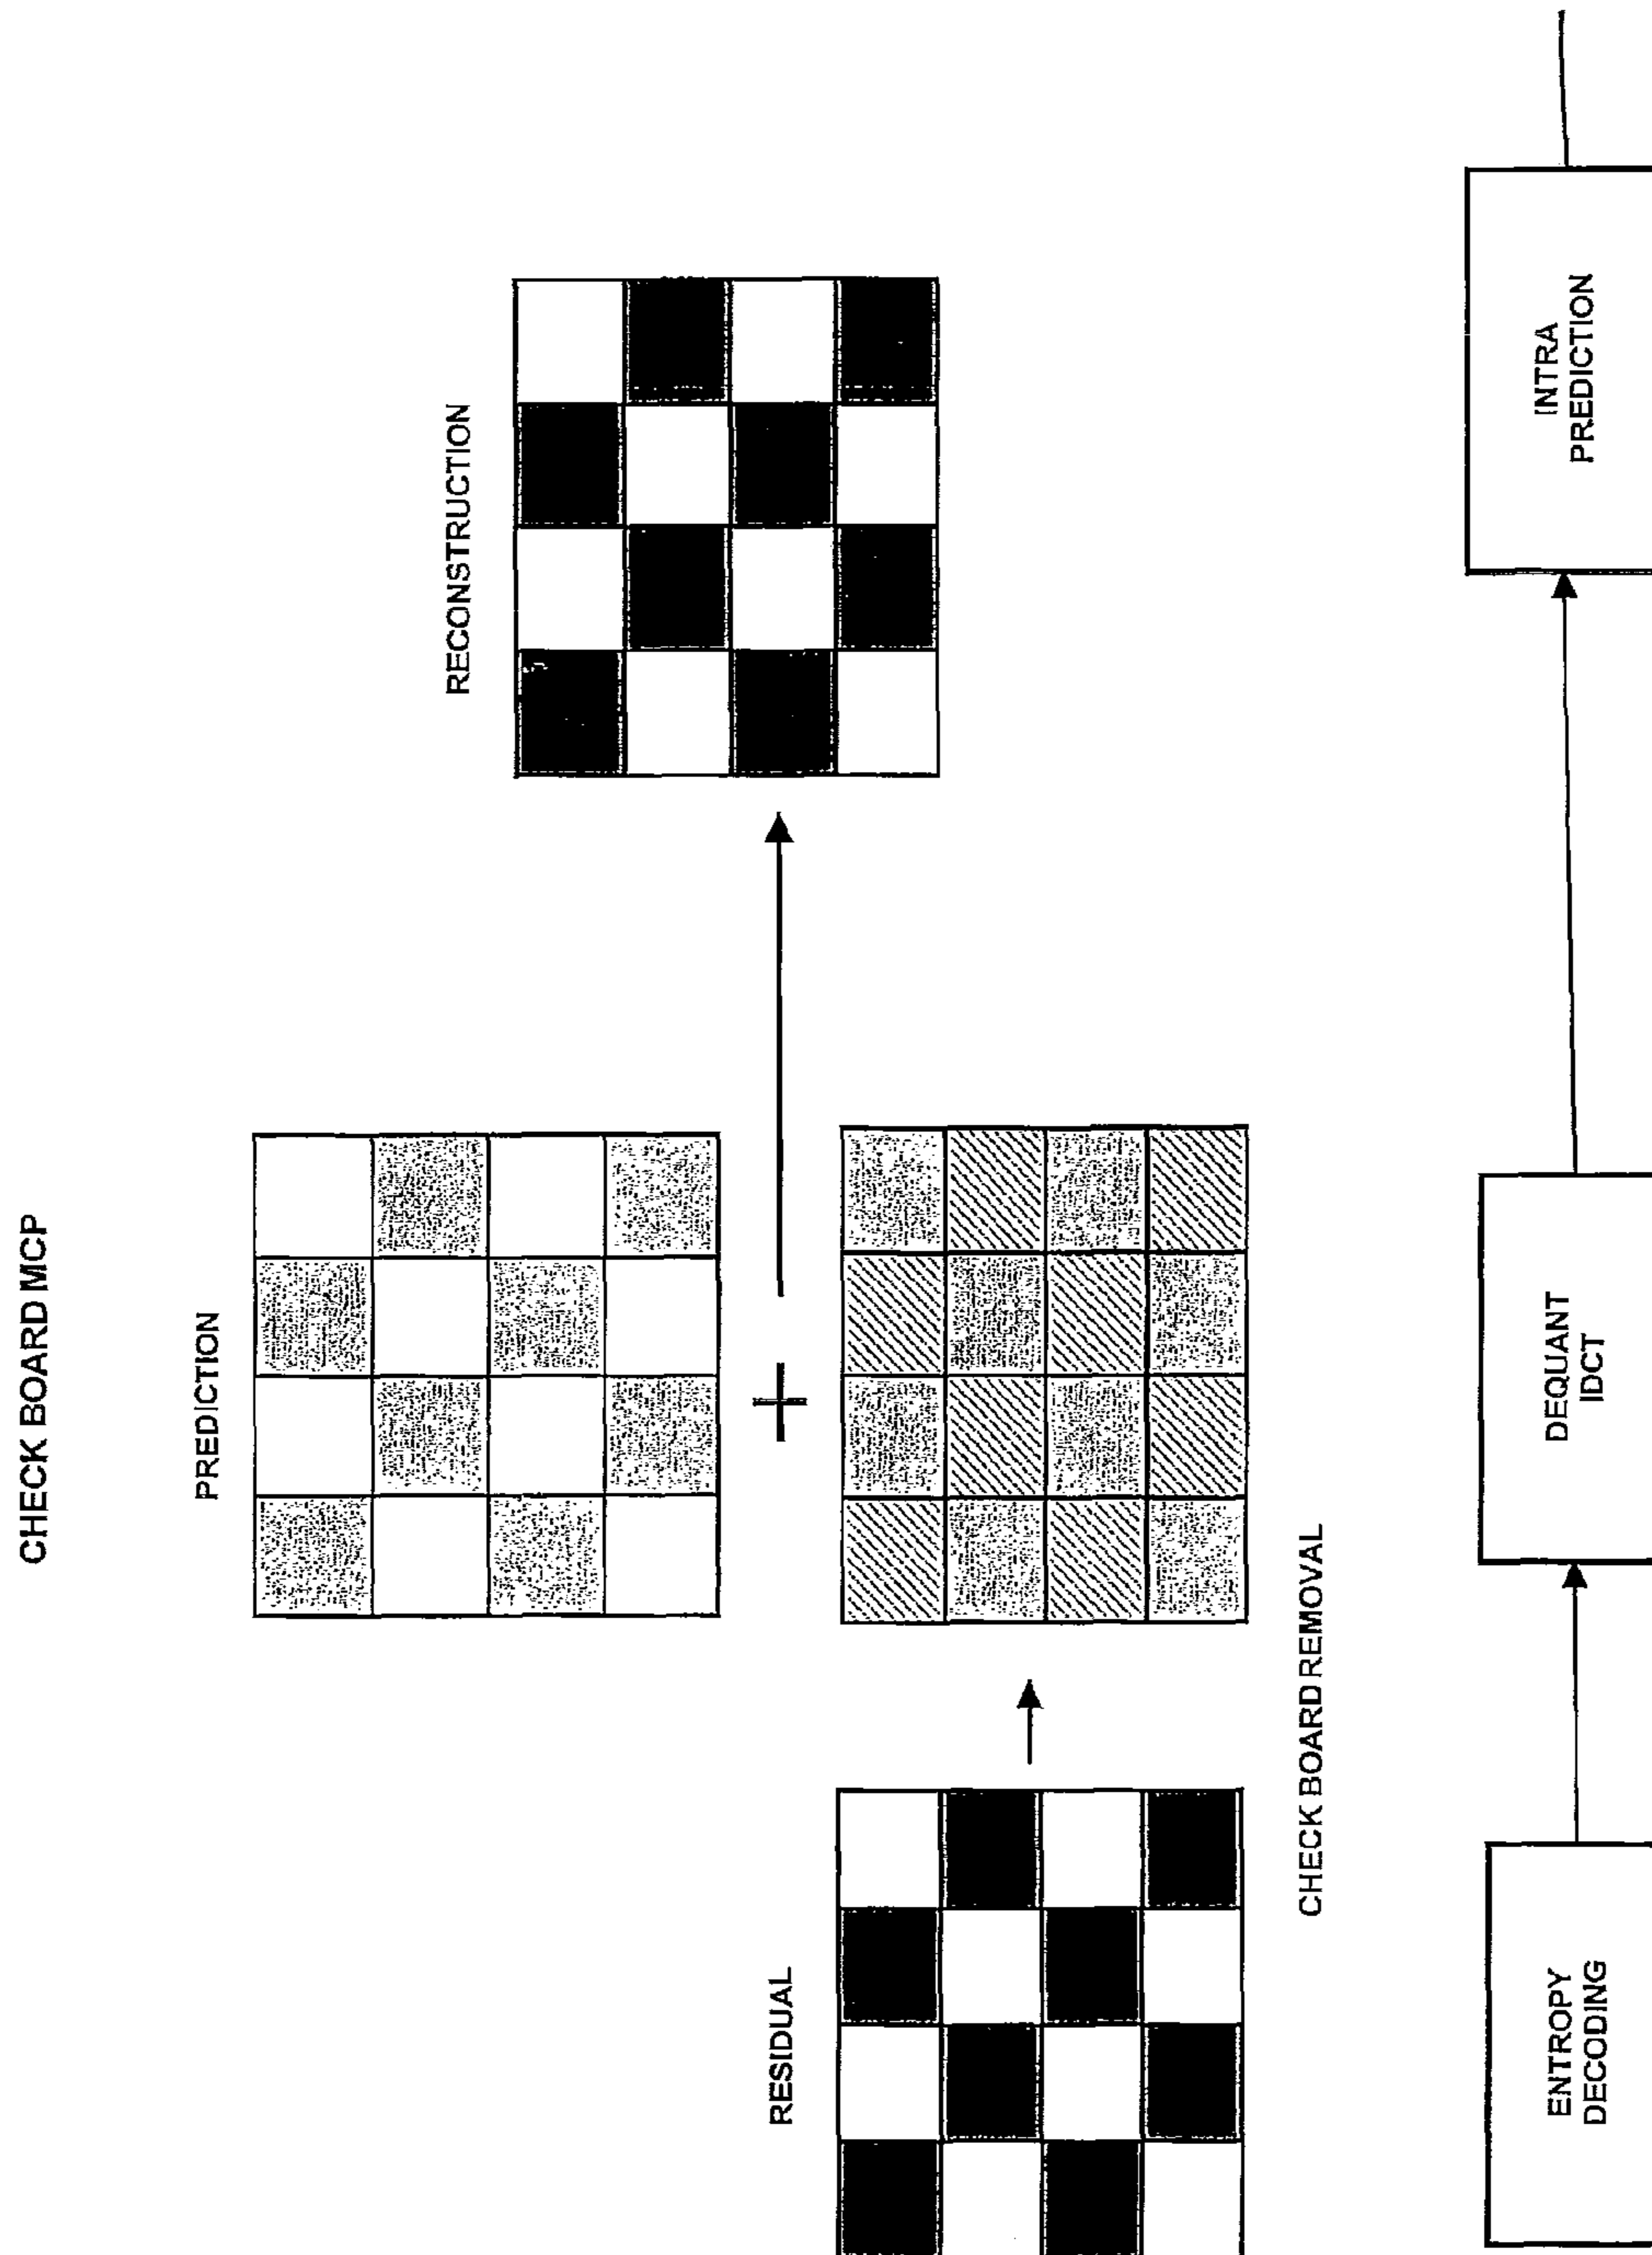 CHECK BOARD MCP
PREDICTION
RECONSTRUCTION
RESIDUAL
CHECK BOARD REMOVAL
ENTROPY
DECODING
DEQUANT
IDCT
INTRA
PREDICTION